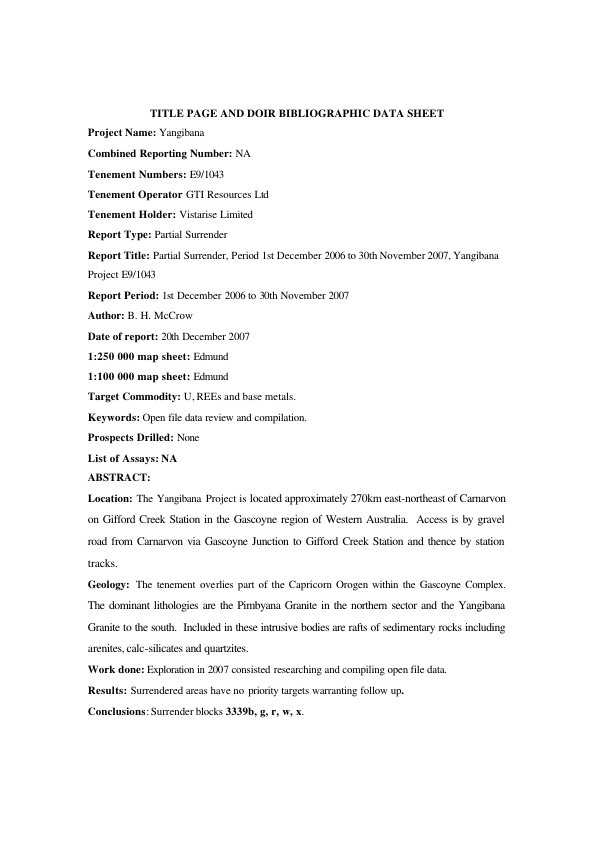 TITLE PAGE AND DOIR BIBLIOGRAPHIC DATA SHEET
Project Name: Yangibana
Combined Reporting Number: NA
Tenement Numbers: E9/1043
Tenement Operator GTI Resources Ltd
Tenement Holder: Vistarise Limited
Report Type: Partial Surrender
Report Title: Partial Surrender, Period 1st December 2006 to 30th November 2007, Yangibana
Project E9/1043
Report Period: 1st December 2006 to 30th November 2007
Author: B. H. McCrow
Date of report: 20th December 2007
1:250 000 map sheet: Edmund
1:100 000 map sheet: Edmund
Target Commodity: U, REEs and base metals.
Keywords: Open file data review and compilation.
Prospects Drilled: None
List of Assays: NA
ABSTRACT:
Location: The Yangibana Project is located approximately 270km east-northeast of Carnarvon
on Gifford Creek Station in the Gascoyne region of Western Australia. Access is by gravel
road from Carnarvon via Gascoyne Junction to Gifford Creek Station and thence by station
tracks.
Geology: The tenement overlies part of the Capricorn Orogen within the Gascoyne Complex.
The dominant lithologies are the Pimbyana Granite in the northern sector and the Yangibana
Granite to the south. Included in these intrusive bodies are rafts of sedimentary rocks including
arenites, calc-silicates and quartzites.
Work done: Exploration in 2007 consisted researching and compiling open file data.
Results: Surrendered areas have no priority targets warranting follow up.
Conclusions: Surrender blocks 3339b, g, r, w, x.